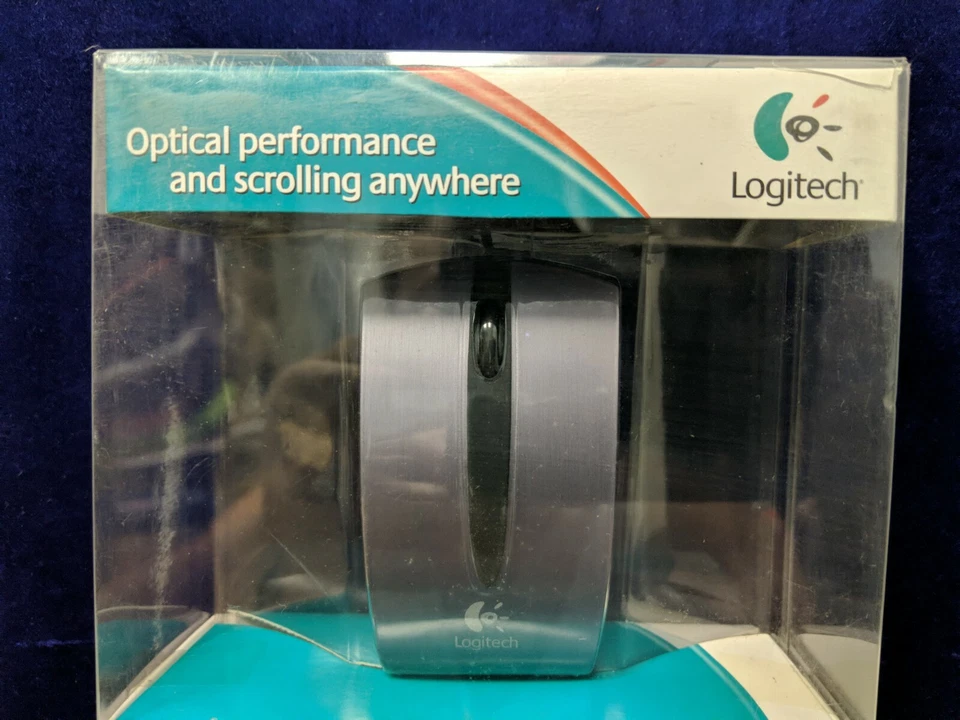 Optical performance
and scrolling anywhere
Logitech
Logitech